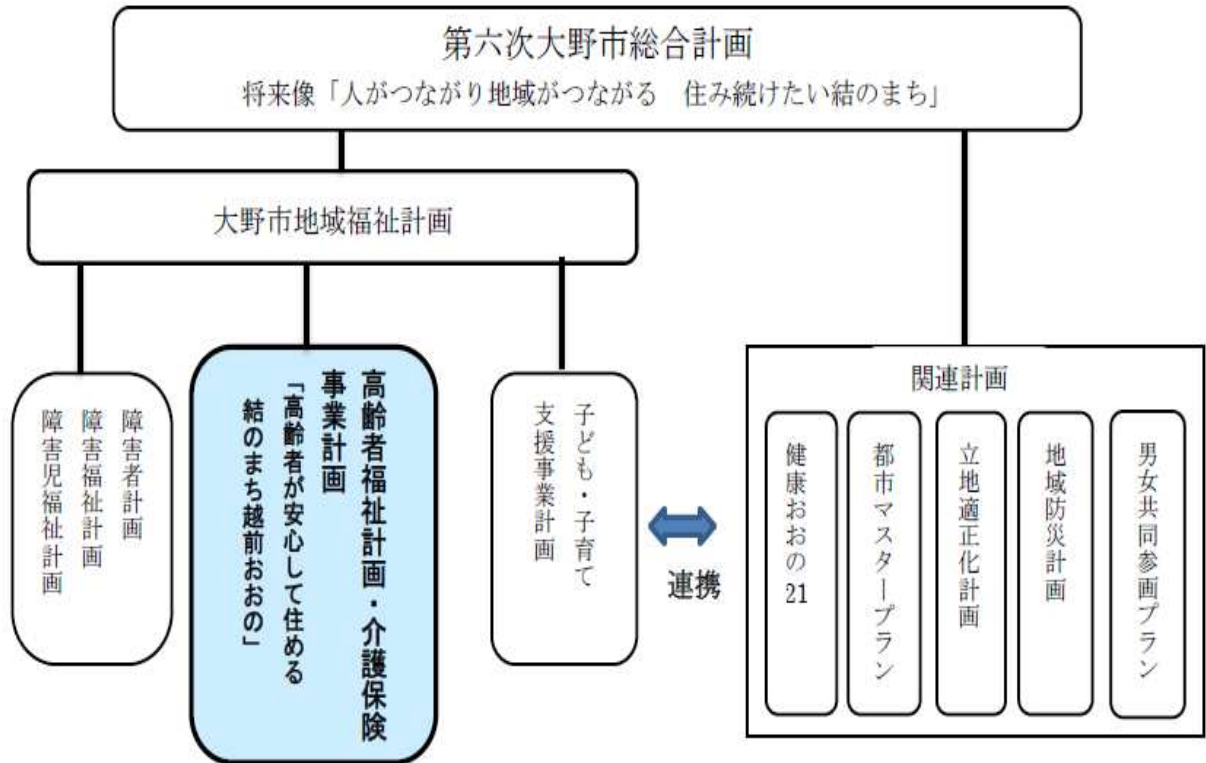 第六次大野市総合計画
将来像「人がつながり地域がつながる　住み続けたい結のまち」
大野市地域福祉計画
障害者計画
障害福祉計画
障害児福祉計画
高齢者福祉計画・介護保険
事業計画
「高齢者が安心して住める
結のまち越前おおの」
子ども・子育て
支援事業計画
連携
関連計画
健康おおの21
都市マスタープラン
立地適正化計画
地域防災計画
男女共同参画プラン